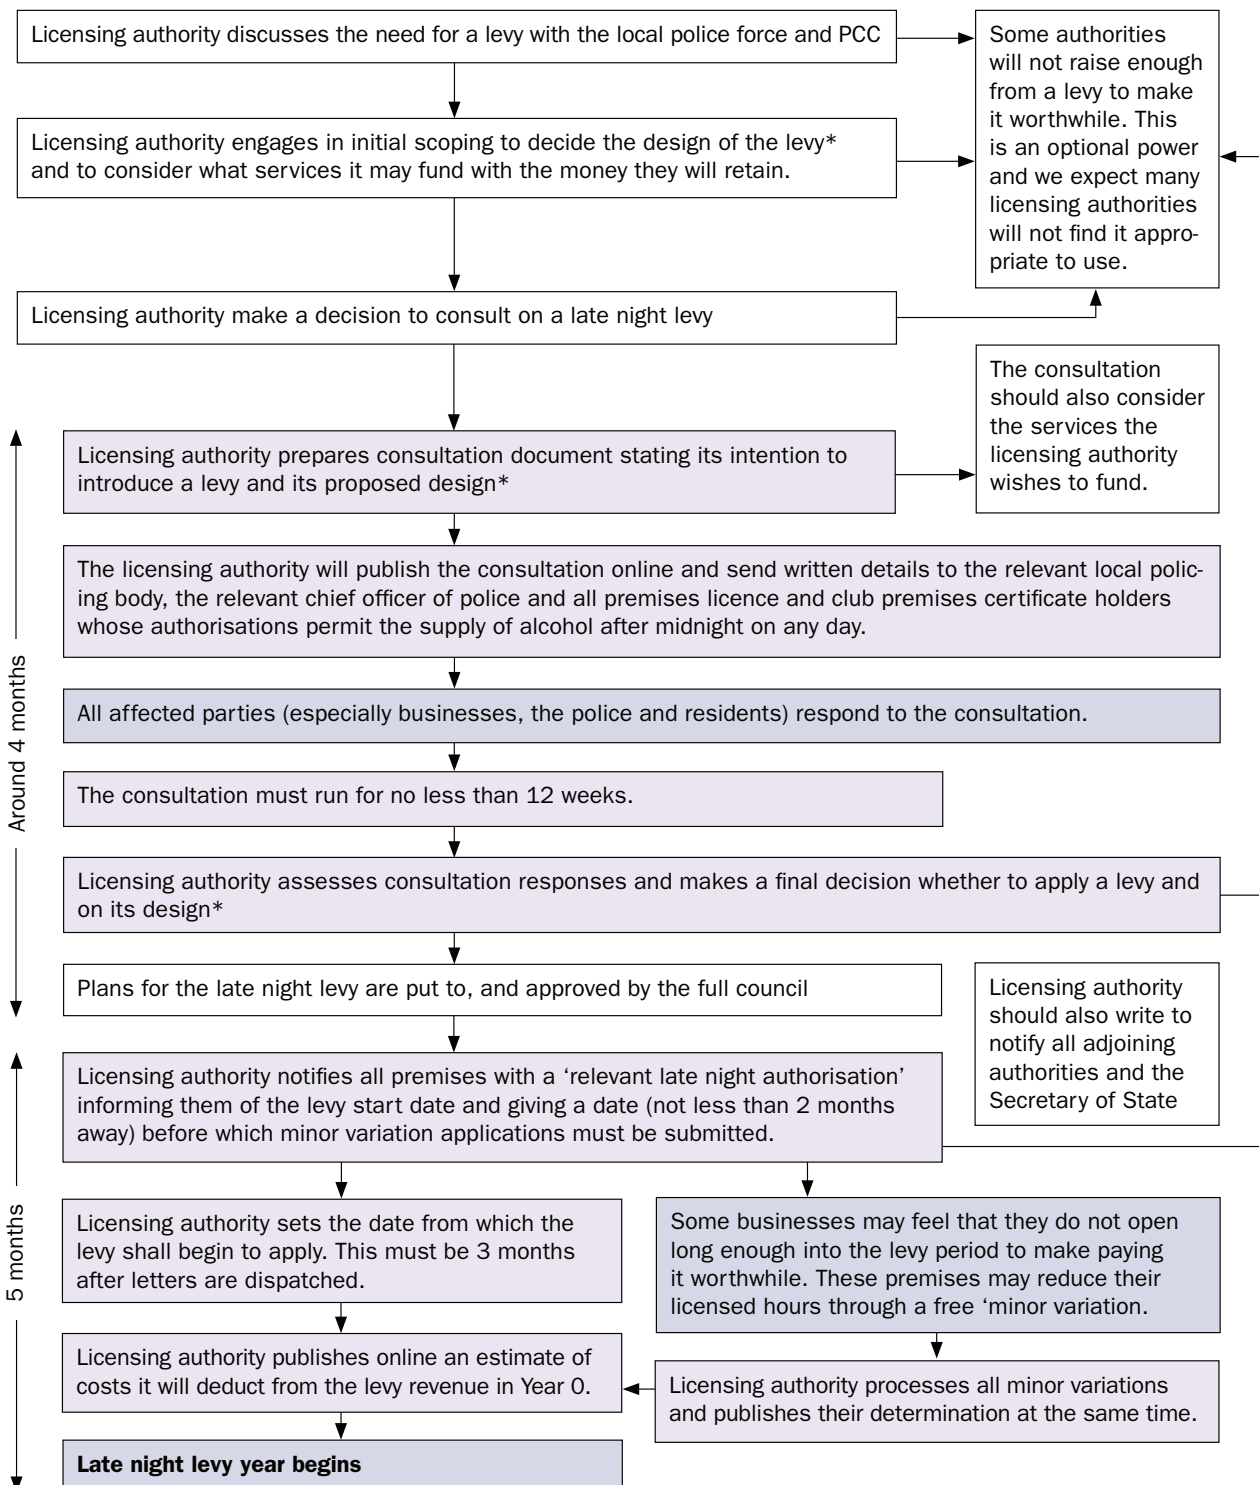 Licensing authority discusses the need for a levy with the local police force and PCC
Some authorities
will not raise enough
from a levy to make
it worthwhile. This
is an optional power
and we expect many
licensing authorities
will not find it appro-
priate to use.
Licensing authority engages in initial scoping to decide the design of the levy*
and to consider what services it may fund with the money they will retain.
Licensing authority make a decision to consult on a late night levy
The consultation
should also consider
the services the
licensing authority
wishes to fund.
Around 4 months
Licensing authority prepares consultation document stating its intention to
introduce a levy and its proposed design*
The licensing authority will publish the consultation online and send written details to the relevant local polic-
ing body, the relevant chief officer of police and all premises licence and club premises certificate holders
whose authorisations permit the supply of alcohol after midnight on any day.
All affected parties (especially businesses, the police and residents) respond to the consultation.
The consultation must run for no less than 12 weeks.
Licensing authority assesses consultation responses and makes a final decision whether to apply a levy and
on its design*
Plans for the late night levy are put to, and approved by the full council
Licensing authority
should also write to
notify all adjoining
authorities and the
Secretary of State
5 months
Licensing authority notifies all premises with a ‘relevant late night authorisation’
informing them of the levy start date and giving a date (not less than 2 months
away) before which minor variation applications must be submitted.
Licensing authority sets the date from which the
levy shall begin to apply. This must be 3 months
after letters are dispatched.
Some businesses may feel that they do not open
long enough into the levy period to make paying
it worthwhile. These premises may reduce their
licensed hours through a free ‘minor variation.
Licensing authority publishes online an estimate of
costs it will deduct from the levy revenue in Year 0.
Licensing authority processes all minor variations
and publishes their determination at the same time.
Late night levy year begins